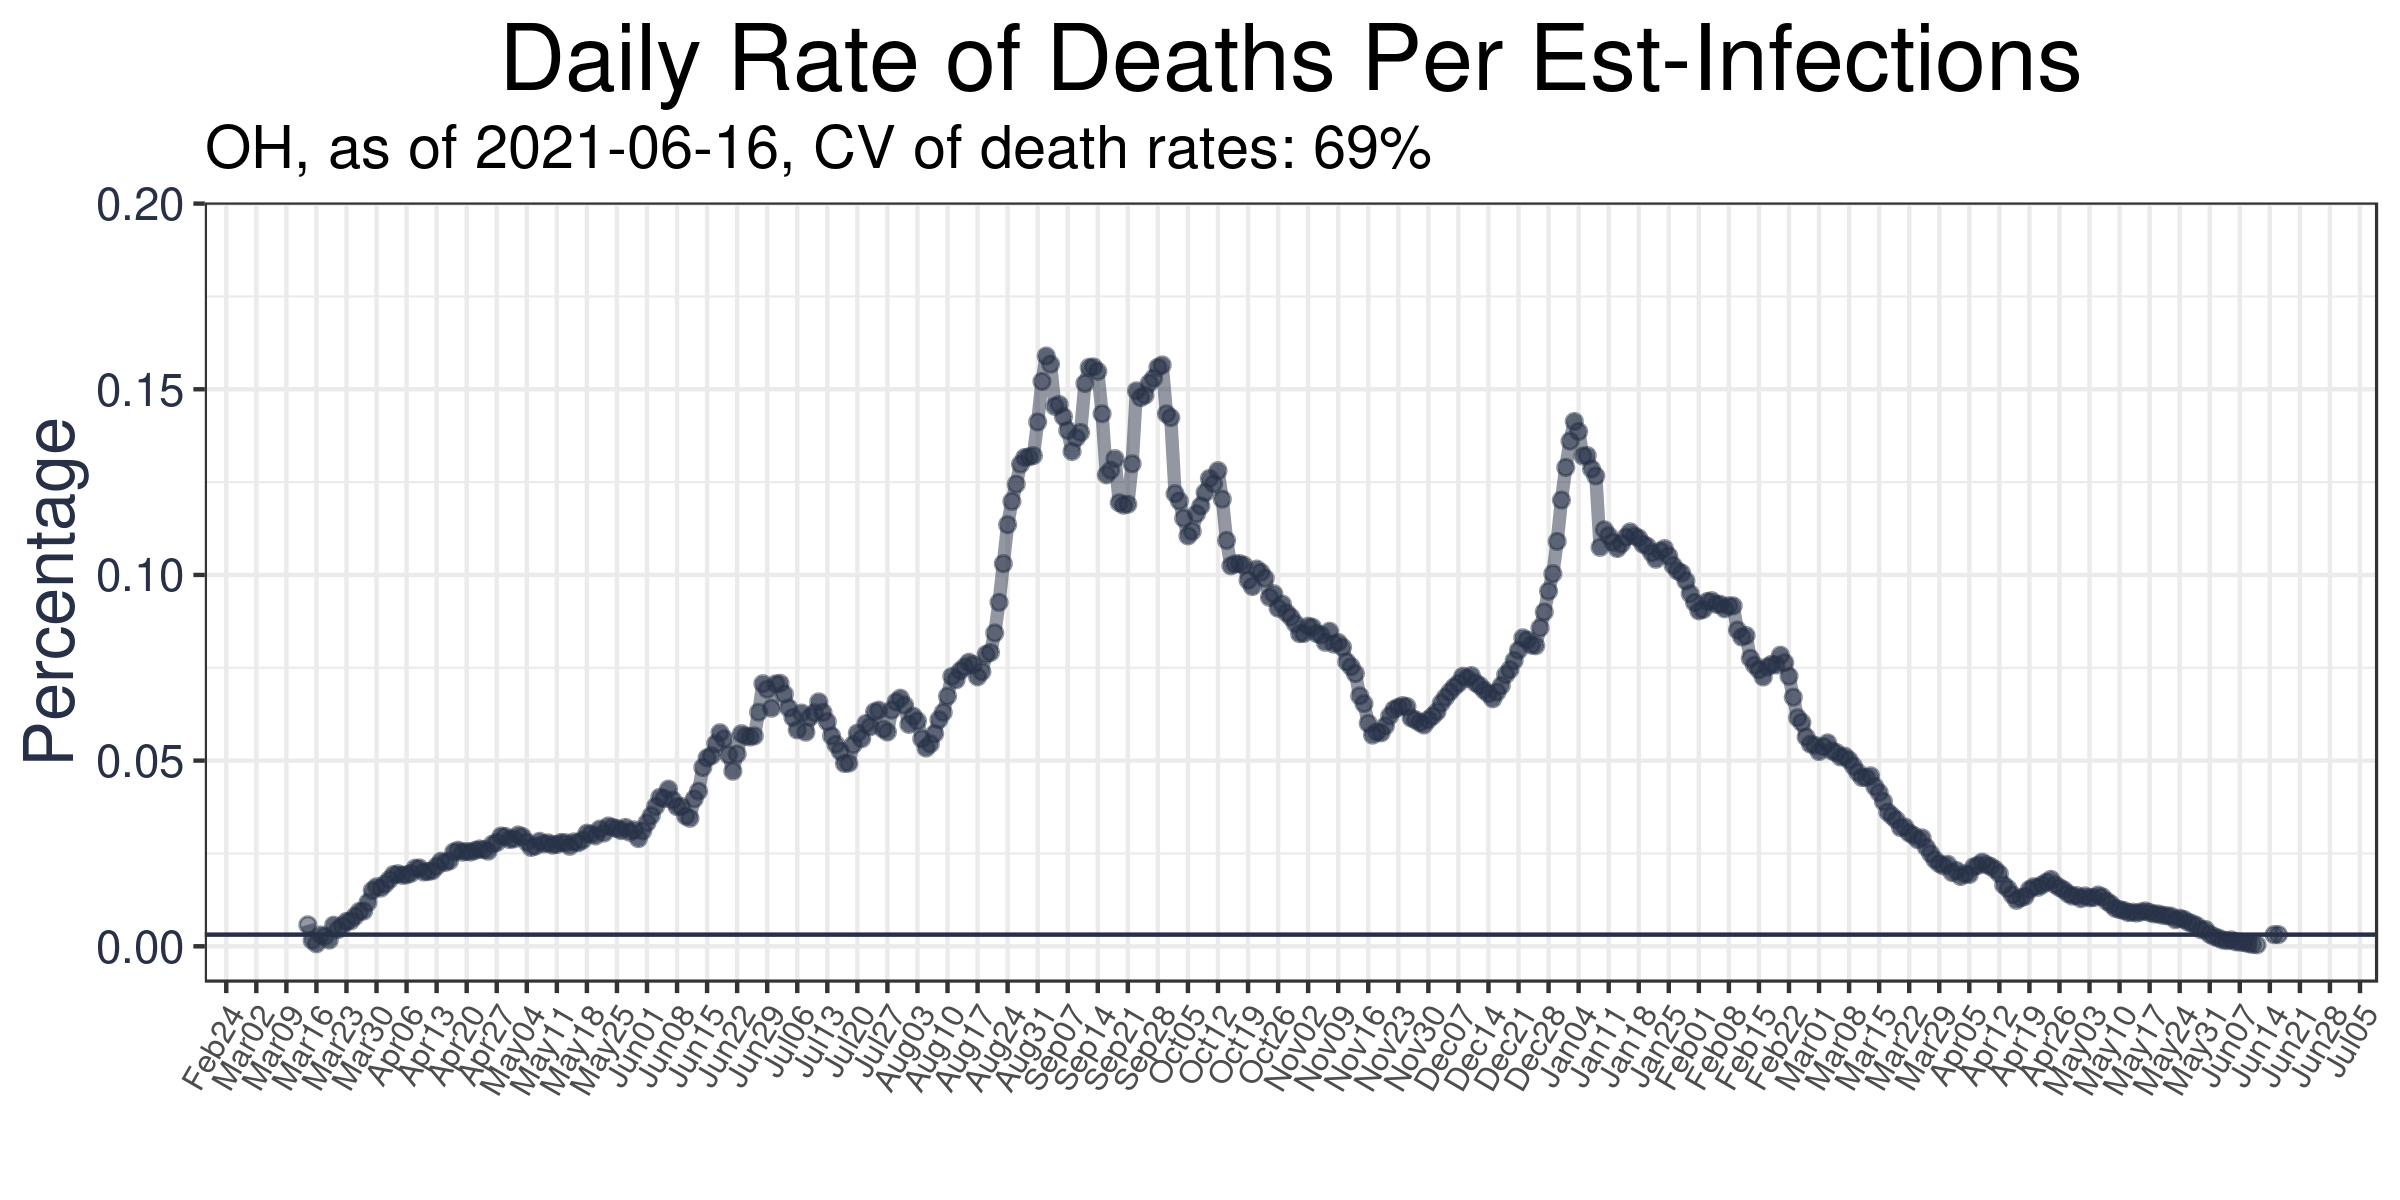 Daily Rate of Deaths Per Est-Infections
OH, as of 2021-06-16, CV of death rates: 69%
Percentage
0.20
0.15
0.10
0.05
0.00
Feb24
Mar02
Mar09
Mar16
Mar23
Mar30
Apr06
Apr13
Apr20
Apr27
May04
May11
May18
May25
Jun01
Jun08
Jun15
Jun22
Jun29
Jul06
Jul13
Jul20
Jul27
Aug03
Aug10
Aug17
Aug24
Aug31
Sep07
Sep14
Sep21
Sep28
Oct05
Oct12
Oct19
Oct26
Nov02
Nov09
Nov16
Nov23
Nov30
Dec07
Dec14
Dec21
Dec28
Jan04
Jan11
Jan18
Jan25
Feb01
Feb08
Feb15
Feb22
Mar01
Mar08
Mar15
Mar22
Mar29
Apr05
Apr12
Apr19
Apr26
May03
May10
May17
May24
May31
Jun07
Jun14
Jun21
Jun28
Jul05